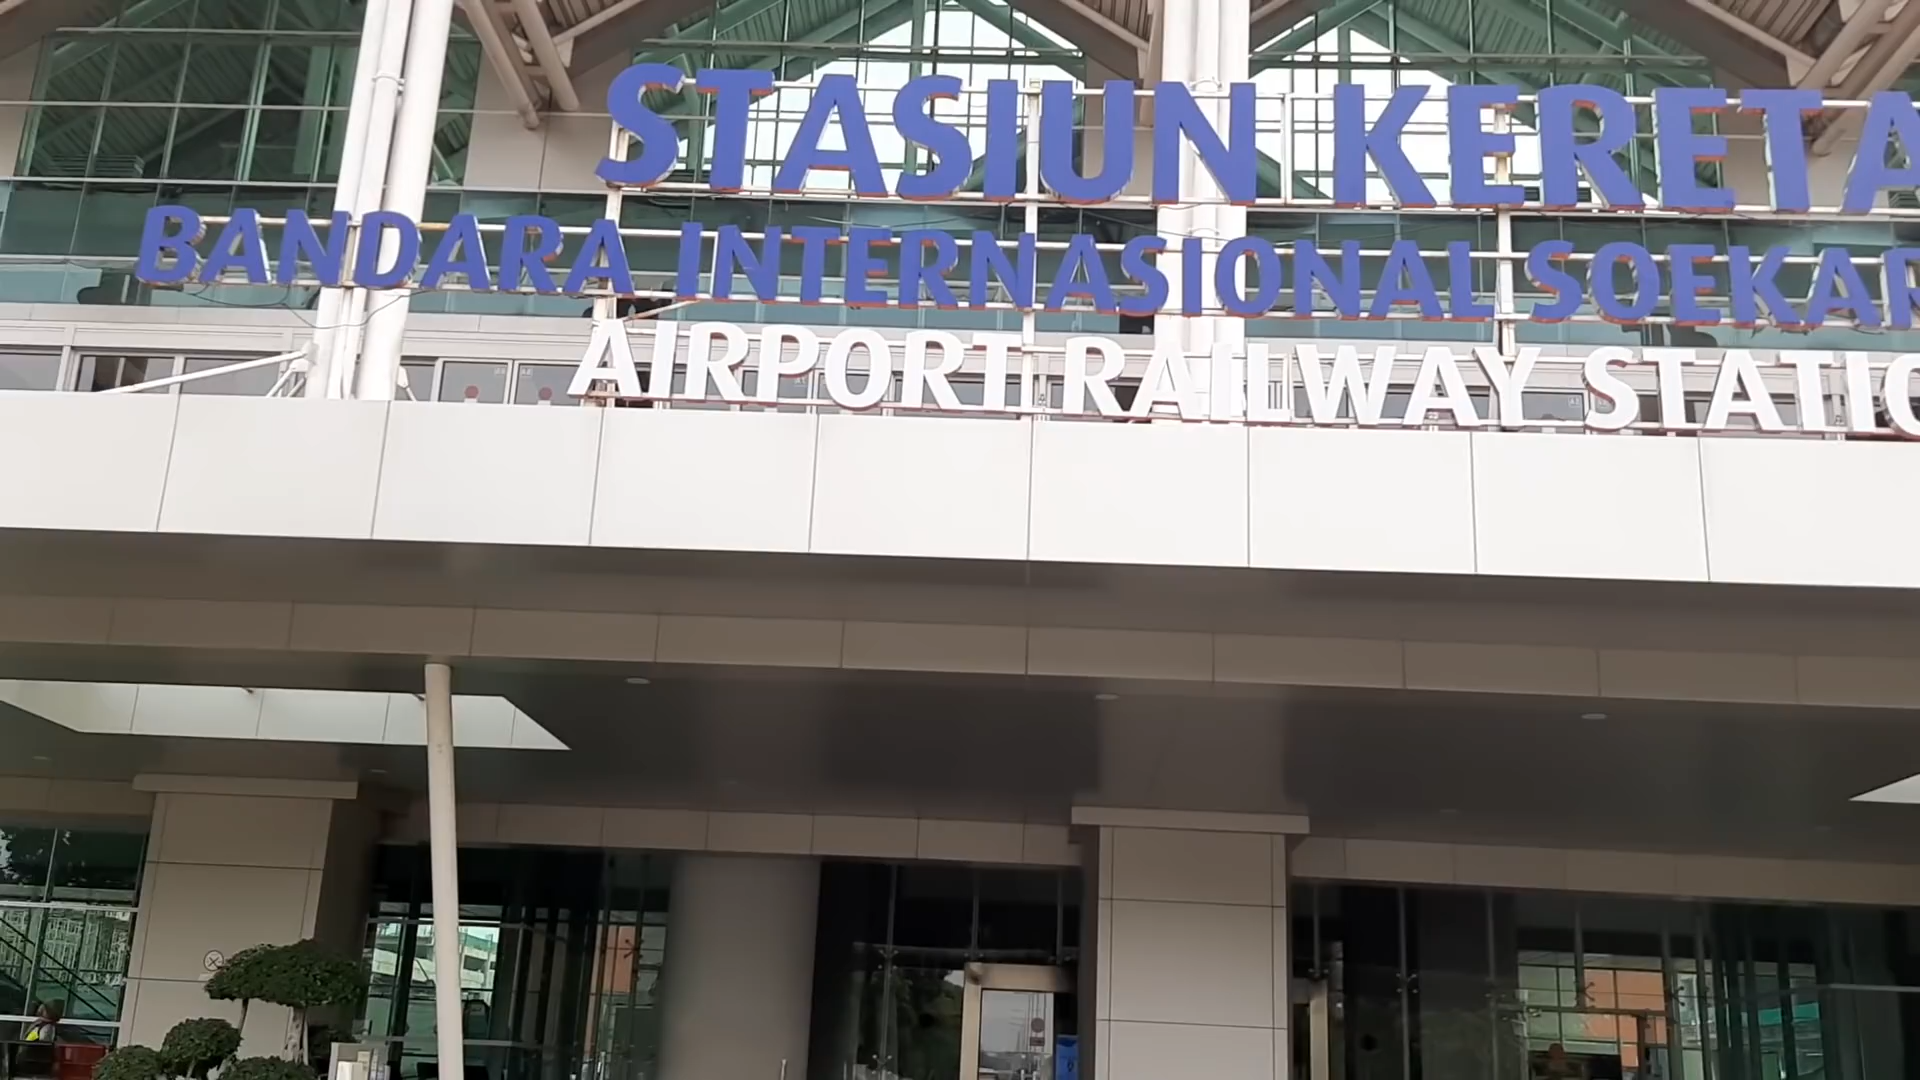 STASIUN KERETA
BANDARA INTERNASIONAL SOEKAR
AIRPORT RAILWAY STATIO